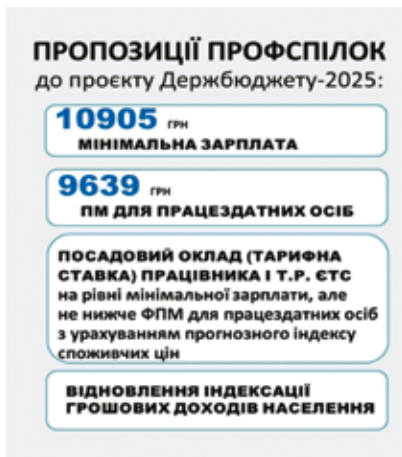 ПРОПОЗИЦІЇ ПРОФСПІЛОК
до проєкту Держбюджету-2025:
10905 грн
МІНІМАЛЬНА ЗАРПЛАТА
9639 грн
ПМ ДЛЯ ПРАЦЕЗДАТНИХ ОСІБ
ПОСАДОВИЙ ОКЛАД (ТАРИФНА
СТАВКА) ПРАЦІВНИКА І Т.Р. ЄТС
на рівні мінімальної зарплати, але
не нижче ФПМ для працездатних осіб
з урахуванням прогнозного індексу
споживчих цін
ВІДНОВЛЕННЯ ІНДЕКСАЦІЇ
ГРОШОВИХ ДОХОДІВ НАСЕЛЕННЯ